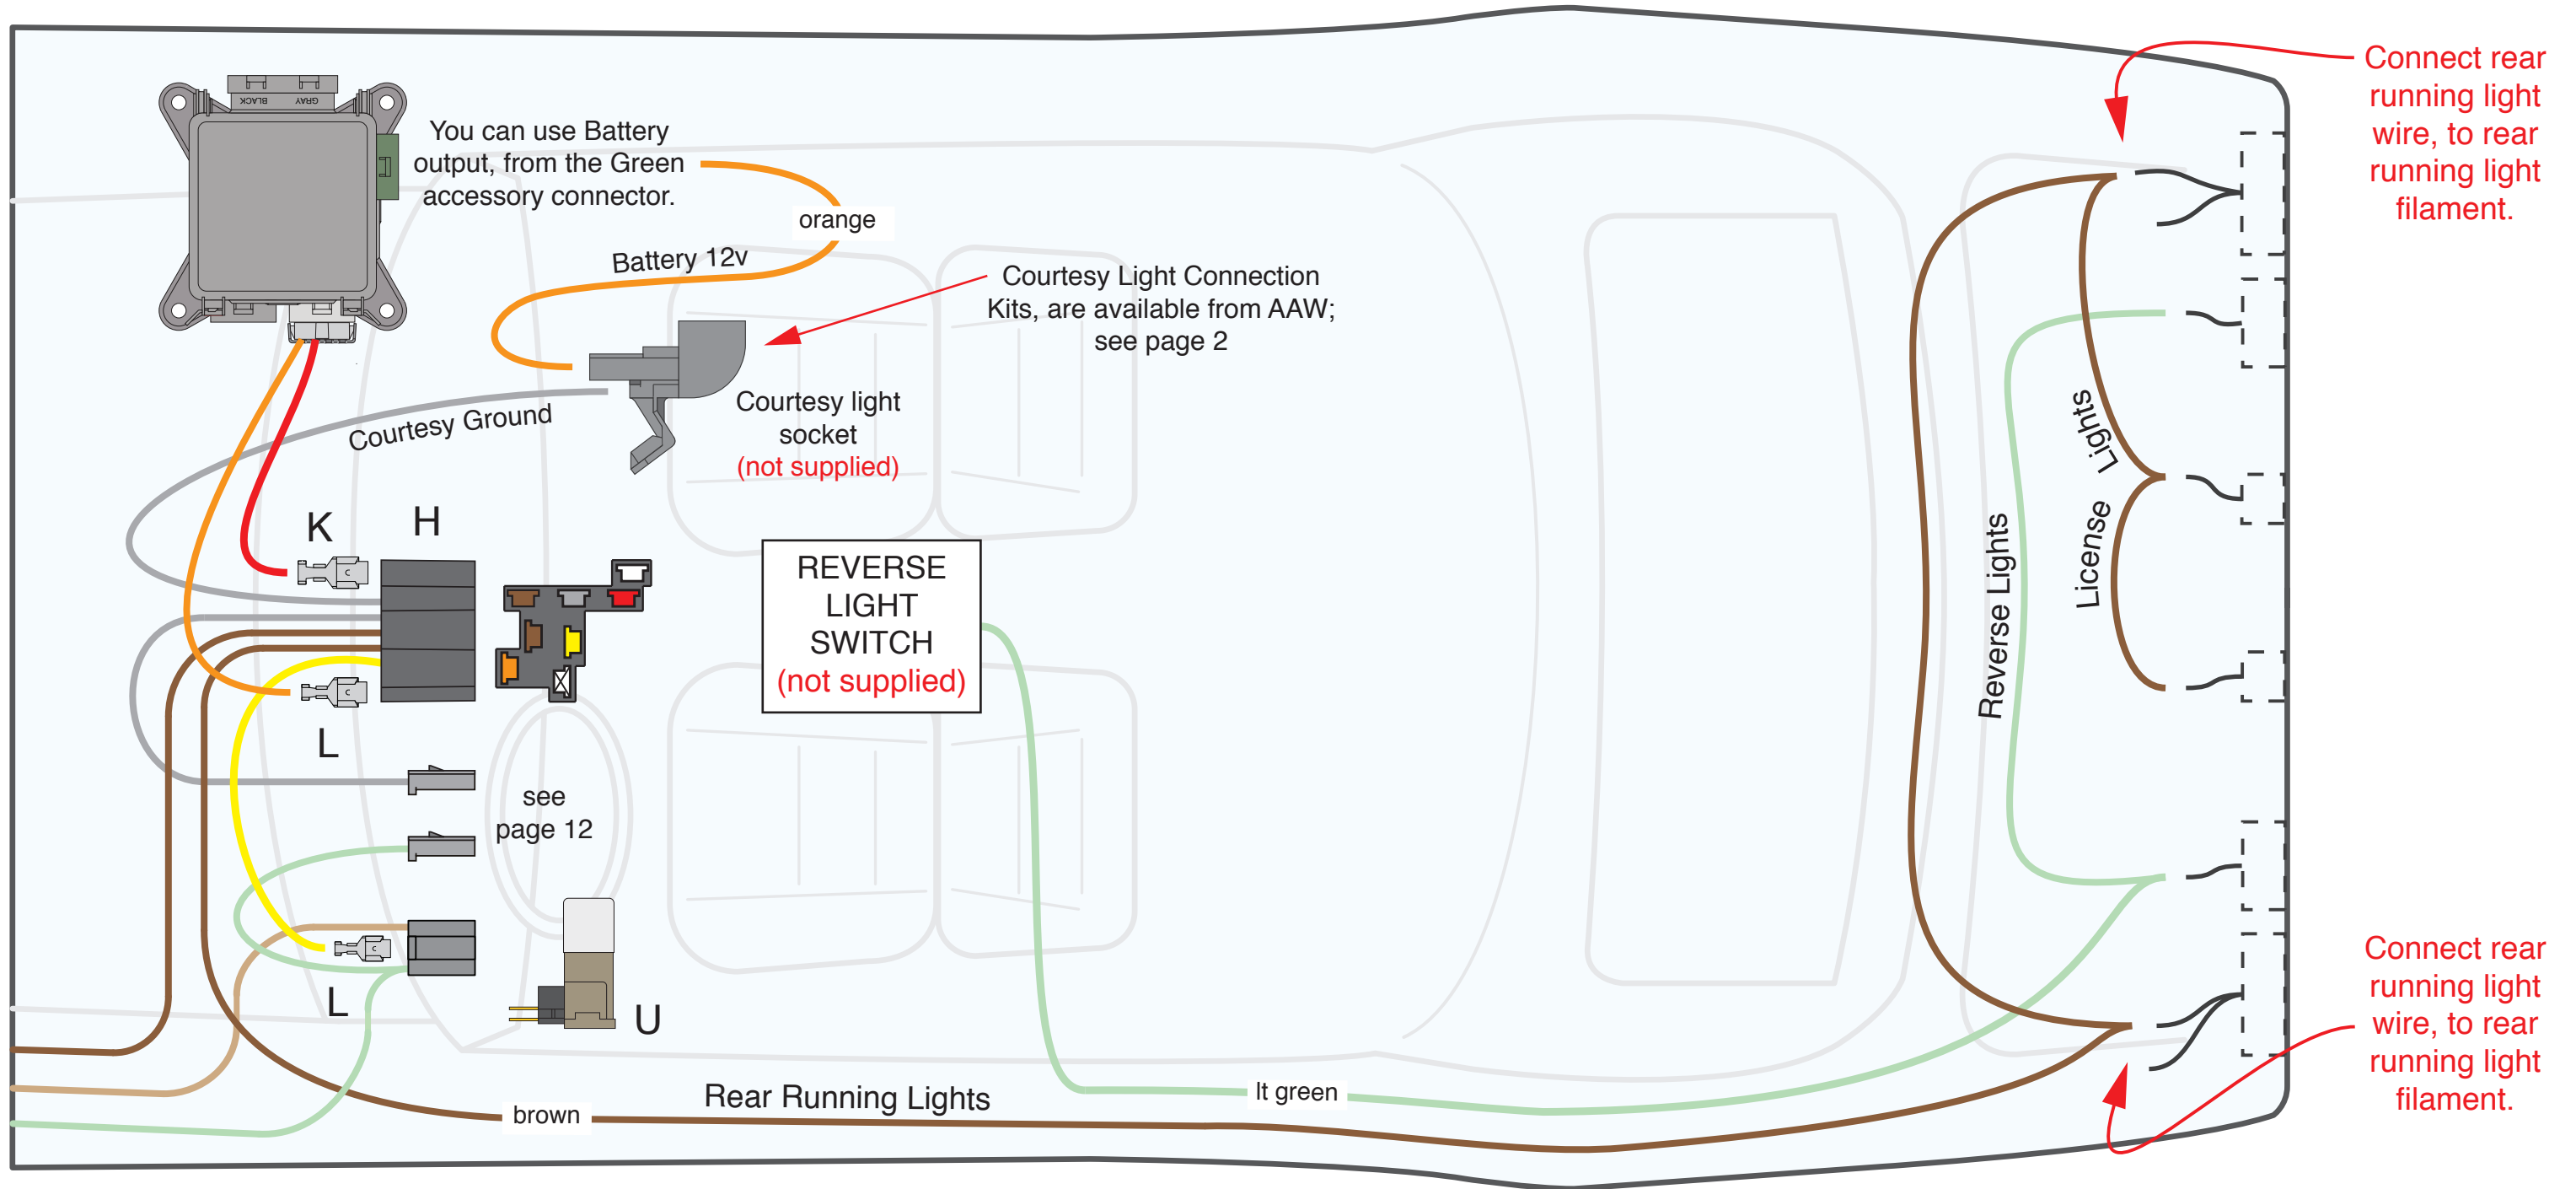 BLACK GRAY
You can use Battery
output, from the Green
accessory connector.
orange
Battery 12v
Courtesy Light Connection
Kits, are available from AAW;
see page 2
Courtesy Ground
Courtesy light
socket
(not supplied)
K
H
C
REVERSE
LIGHT
SWITCH
(not supplied)
C
L
see
page 12
C
L
U
Rear Running Lights
brown
lt green
Reverse Lights
License
Lights
Connect rear
running light
wire, to rear
running light
filament.
Connect rear
running light
wire, to rear
running light
filament.